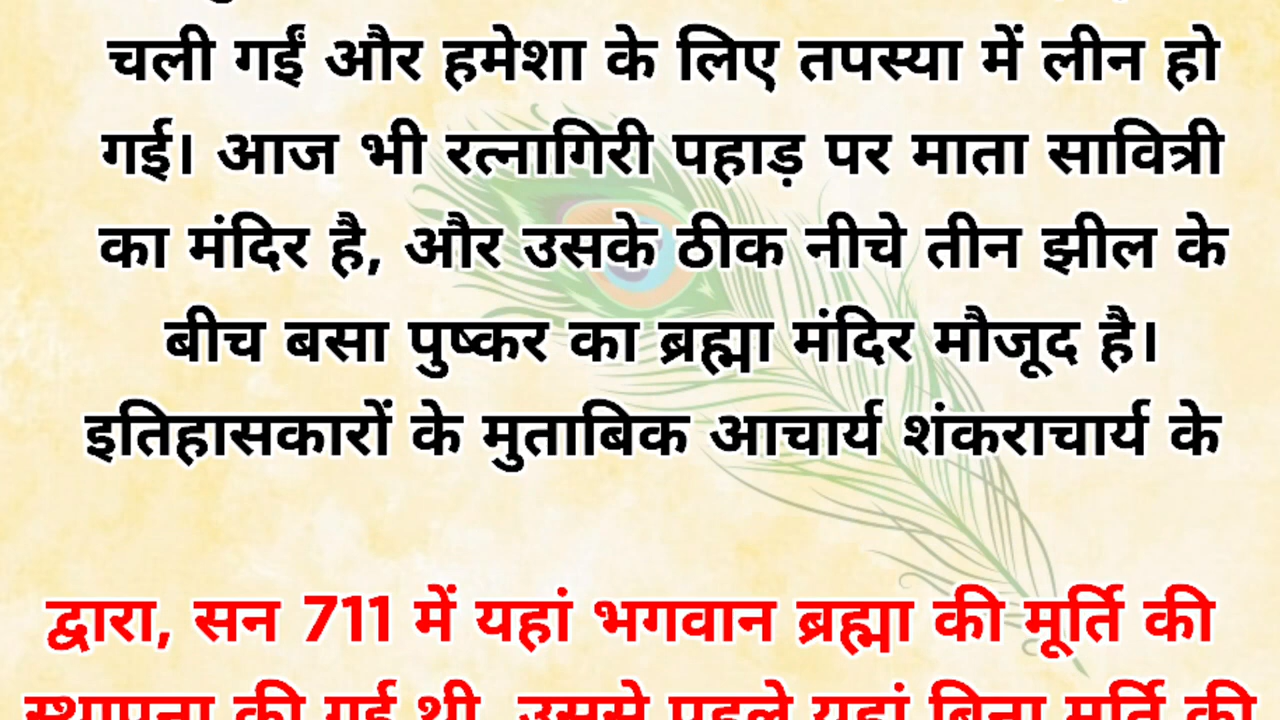 चली गईं और हमेशा के लिए तपस्या में लीन हो
गई। आज भी रत्नागिरी पहाड़ पर माता सावित्री
का मंदिर है, और उसके ठीक नीचे तीन झील के
बीच बसा पुष्कर का ब्रह्मा मंदिर मौजूद है।
इतिहासकारों के मुताबिक आचार्य शंकराचार्य के
द्वारा, सन 711 में यहां भगवान ब्रह्मा की मूर्ति की
स्थापना की गई थी, उससे पहले यहां बिना मूर्ति की